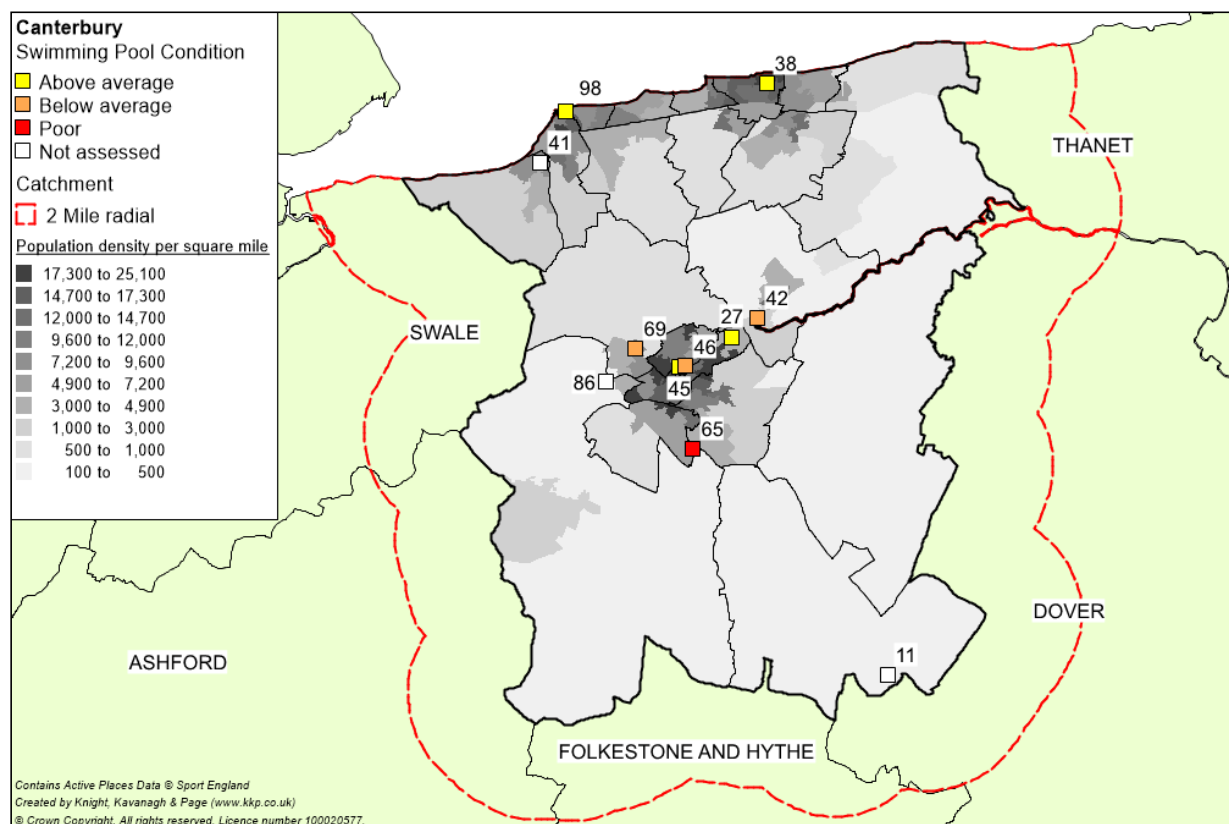 Canterbury
Swimming Pool Condition
Above average
Below average
Poor
Not assessed
Catchment
2 Mile radial
Population density per square mile
17,300 to 25,100
14,700 to 17,300
12,000 to 14,700
9,600 to 12,000
7,200 to 9,600
4,900 to 7,200
3,000 to 4,900
1,000 to 3,000
500 to 1,000
100 to 500
38
98
41
THANET
42
27
SWALE
69
46
86
45
65
DOVER
ASHFORD
11
FOLKESTONE AND HYTHE
Contains Active Places Data © Sport England
Created by Knight, Kavanagh & Page (www.kkp.co.uk)
© Crown Copyright. All rights reserved. Licence number 100020577.